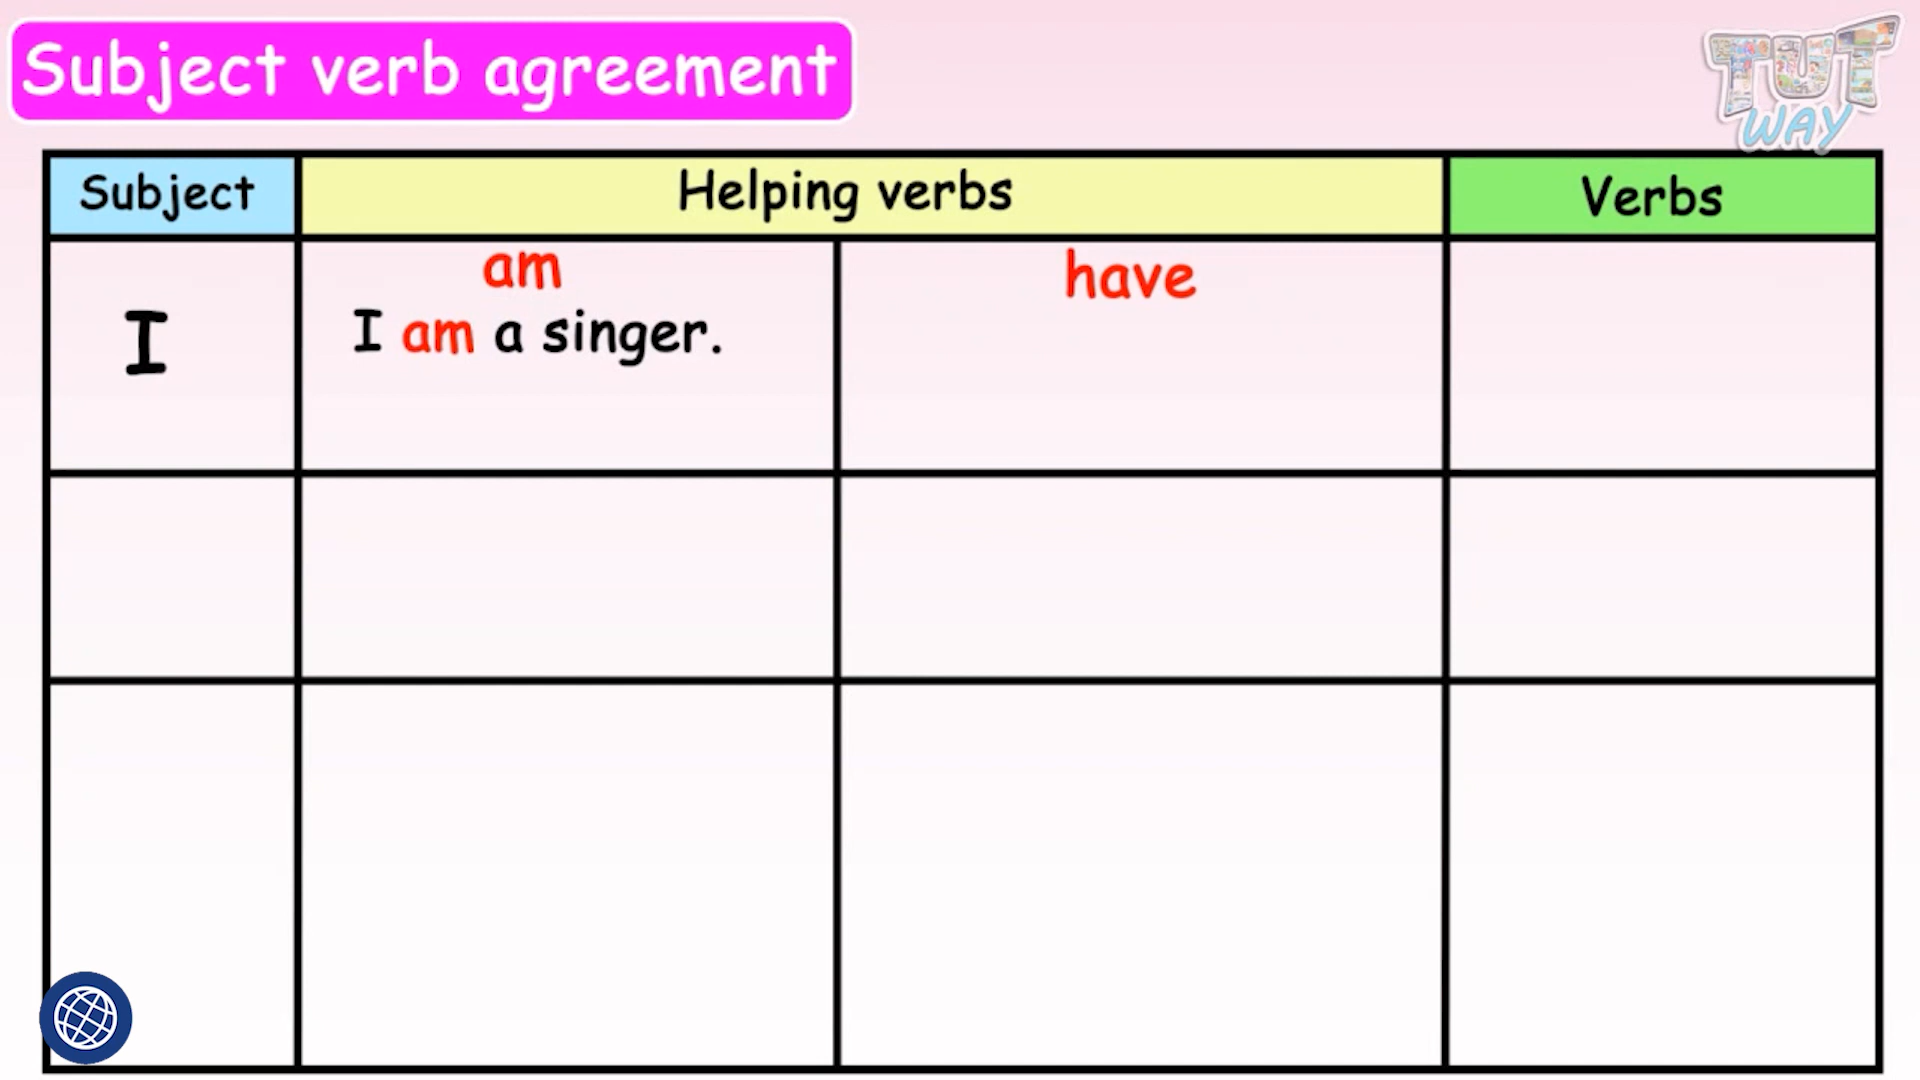 Subject verb agreement
TUT
WAY
Subject
Helping verbs
Verbs
I
am
I am a singer.
have